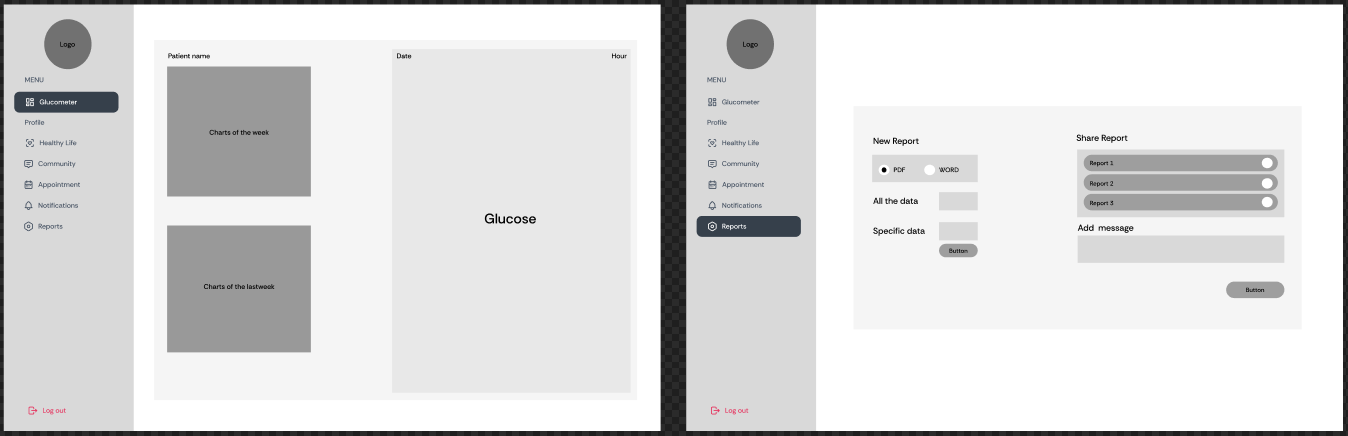 Logo
MENU
Glucometer
Profile
Healthy Life
Community
Appointment
Notifications
Reports
Log out
Patient name
Charts of the week
Charts of the lastweek
Date Hour
Glucose
Logo
MENU
Glucometer
Profile
Healthy Life
Community
Appointment
Notifications
Reports
Log out
New Report
PDF WORD
All the data
Specific data
Button
Share Report
Report 1
Report 2
Report 3
Add message
Button